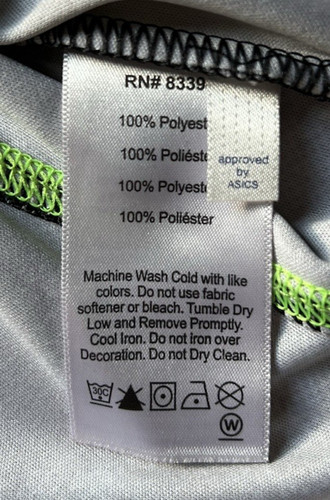 RN# 8339
100% Polyest
100% Poliéste
100% Polyeste
100% Poliéster
approved
by
ASICS
Machine Wash Cold with like
colors. Do not use fabric
softener or bleach. Tumble Dry
Low and Remove Promptly.
Cool Iron. Do not iron over
Decoration. Do not Dry Clean.
30C
W